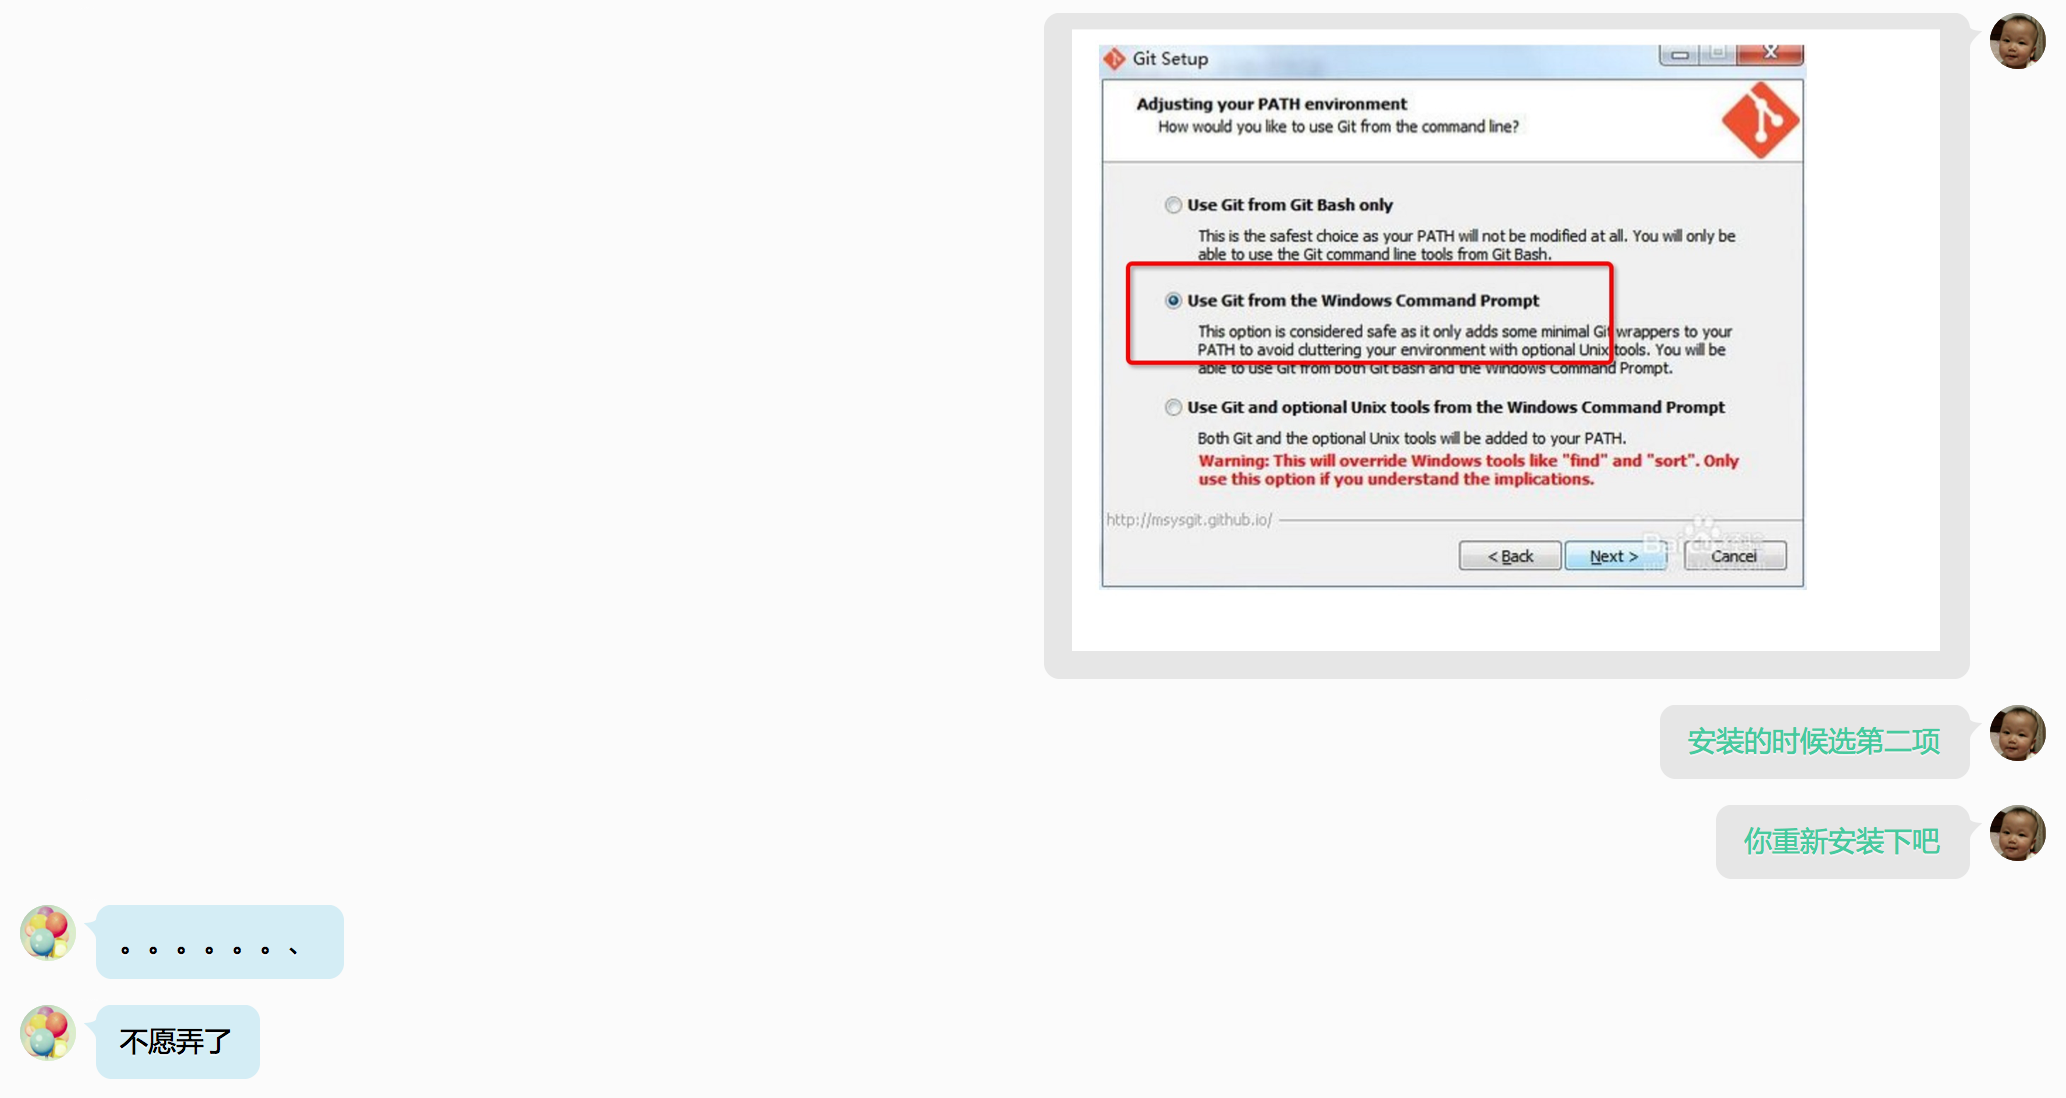 Git Setup
Adjusting your PATH environment
How would you like to use Git from the command line?
Use Git from Git Bash only
This is the safest choice as your PATH will not be modified at all. You will only be
able to use the Git command line tools from Git Bash.
Use Git from the Windows Command Prompt
This option is considered safe as it only adds some minimal Git wrappers to your
PATH to avoid cluttering your environment with optional Unix tools. You will be
able to use Git from both Git Bash and the Windows Command Prompt.
Use Git and optional Unix tools from the Windows Command Prompt
Both Git and the optional Unix tools will be added to your PATH.
Warning: This will override Windows tools like "find" and "sort". Only
use this option if you understand the implications.
http://msysgit.github.io/
< Back Next > Cancel
安装的时候选第二项
你重新安装下吧
。。。。。。、
不愿弄了